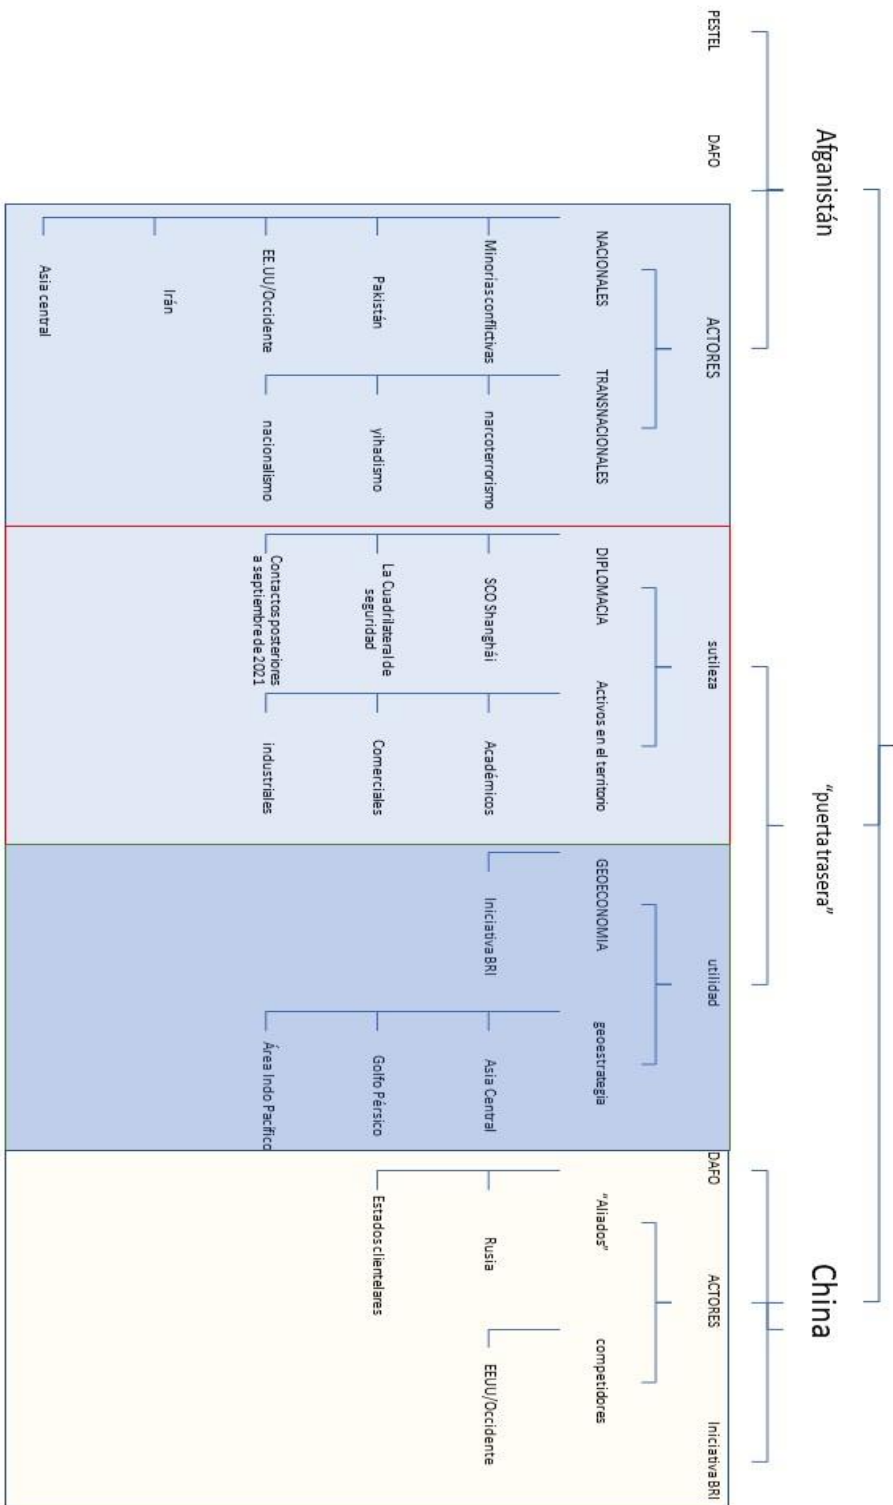 Afganistán
"puerta trasera"
China
PESTEL
DAFO
ACTORES
sutileza
utilidad
DAFO
ACTORES
Iniciativa BRI
NACIONALES
TRANSNACIONALES
DIPLOMACIA
Activos en el territorio
GEOECONOMIA
geoestrategia
"Aliados"
competidores
Minorías conflictivas
narcoterrorismo
SCO Shanghái
Académicos
Iniciativa BRI
Asia Central
Rusia
EEUU/Occidente
Pakistán
yihadismo
La Cuadrilateral de
seguridad
Comerciales
Golfo Pérsico
Estados clientelares
EE.UU/Occidente
nacionalismo
Contactos posteriores
a septiembre de 2021
industriales
Área Indo Pacífico
Irán
Asia central